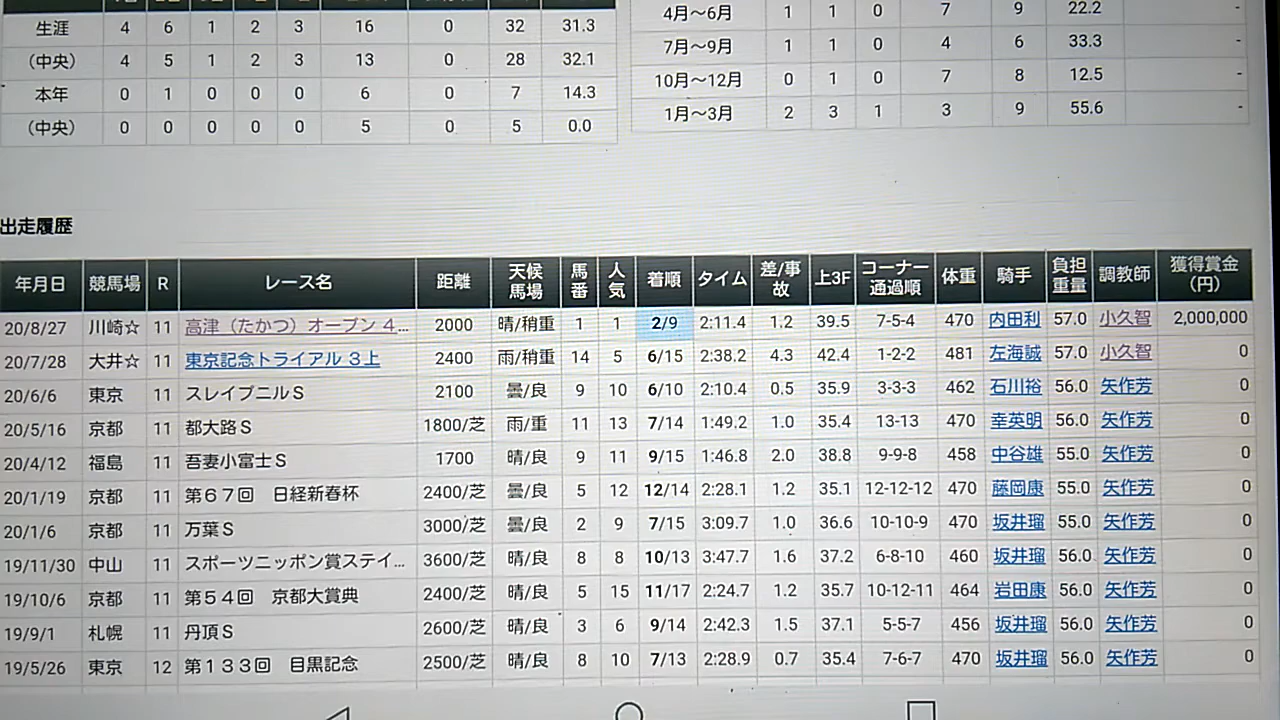 生涯 4 6 1 2 3 16 0 32 31.3
（中央） 4 5 1 2 3 13 0 28 32.1
本年 0 1 0 0 0 6 0 7 14.3
（中央） 0 0 0 0 0 5 0 5 0.0
4月～6月 1 1 0 7 9 22.2 -
7月～9月 1 1 0 4 6 33.3 -
10月～12月 0 1 0 7 8 12.5 -
1月～3月 2 3 1 3 9 55.6 -
出走履歴
年月日 競馬場 R レース名 距離 天候馬場 馬番 人気 着順 タイム 差/事故 上3F コーナー通過順 体重 騎手 負担重量 調教師 獲得賞金（円）
20/8/27 川崎☆ 11 高津（たかつ）オープン ４... 2000 晴/稍重 1 1 2/9 2:11.4 1.2 39.5 7-5-4 470 内田利 57.0 小久智 2,000,000
20/7/28 大井☆ 11 東京記念トライアル ３上 2400 雨/稍重 14 5 6/15 2:38.2 4.3 42.4 1-2-2 481 左海誠 57.0 小久智 0
20/6/6 東京 11 スレイプニルＳ 2100 曇/良 9 10 6/10 2:10.4 0.5 35.9 3-3-3 462 石川裕 56.0 矢作芳 0
20/5/16 京都 11 都大路Ｓ 1800/芝 雨/重 11 13 7/14 1:49.2 1.0 35.4 13-13 470 幸英明 56.0 矢作芳 0
20/4/12 福島 11 吾妻小富士Ｓ 1700 晴/良 9 11 9/15 1:46.8 2.0 38.8 9-9-8 458 中谷雄 55.0 矢作芳 0
20/1/19 京都 11 第６７回　日経新春杯 2400/芝 曇/良 5 12 12/14 2:28.1 1.2 35.1 12-12-12 470 藤岡康 55.0 矢作芳 0
20/1/6 京都 11 万葉Ｓ 3000/芝 曇/良 2 9 7/15 3:09.7 1.0 36.6 10-10-9 470 坂井瑠 55.0 矢作芳 0
19/11/30 中山 11 スポーツニッポン賞ステイ... 3600/芝 晴/良 8 8 10/13 3:47.7 1.6 37.2 6-8-10 460 坂井瑠 56.0 矢作芳 0
19/10/6 京都 11 第５４回　京都大賞典 2400/芝 晴/良 5 15 11/17 2:24.7 1.2 35.7 10-12-11 464 岩田康 56.0 矢作芳 0
19/9/1 札幌 11 丹頂Ｓ 2600/芝 晴/良 3 6 9/14 2:42.3 1.5 37.1 5-5-7 456 坂井瑠 56.0 矢作芳 0
19/5/26 東京 12 第１３３回　目黒記念 2500/芝 晴/良 8 10 7/13 2:28.9 0.7 35.4 7-6-7 470 坂井瑠 56.0 矢作芳 0